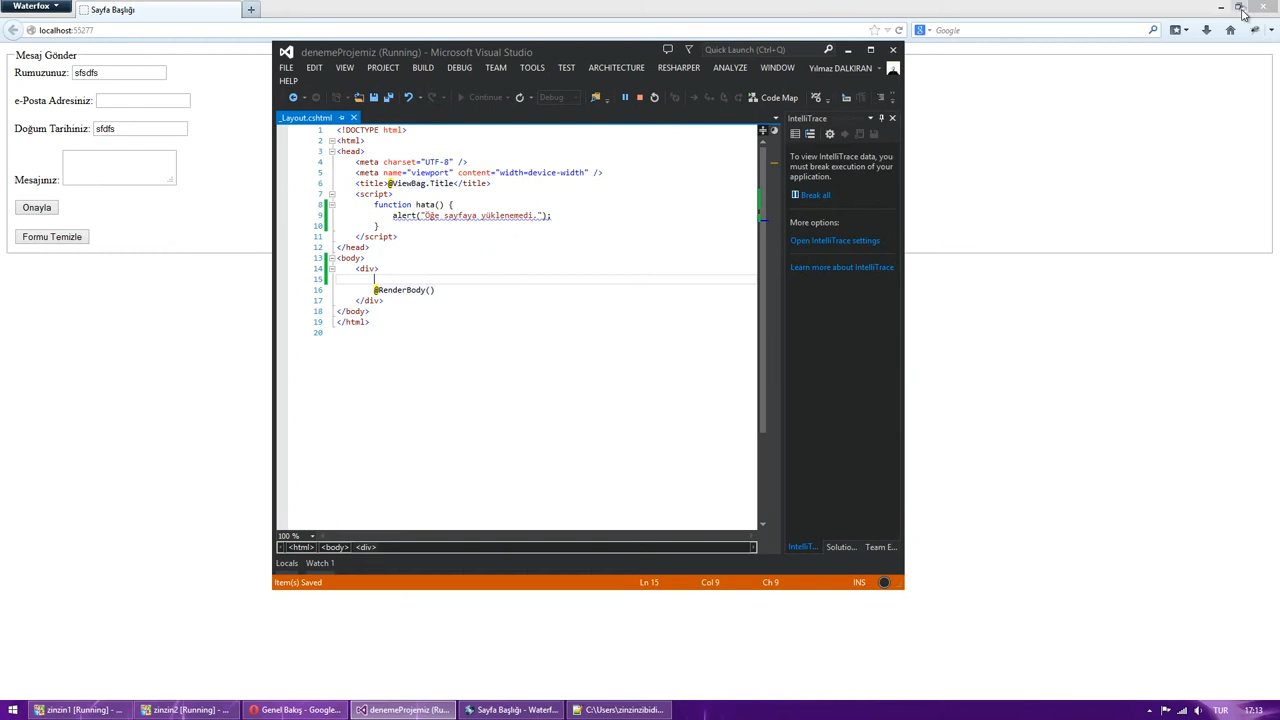 Waterfox
Sayfa Başlığı
localhost:55277
Google
Mesaj Gönder
Rumuzunuz: sfsdfs
e-Posta Adresiniz:
Doğum Tarihiniz: sfdfs
Mesajınız:
Onayla
Formu Temizle
denemeProjemiz (Running) - Microsoft Visual Studio
Quick Launch (Ctrl+Q)
FILE EDIT VIEW PROJECT BUILD DEBUG TEAM TOOLS TEST ARCHITECTURE RESHARPER ANALYZE WINDOW Yılmaz DALKIRAN
HELP
Continue Debug Code Map
_Layout.cshtml
1 <!DOCTYPE html>
2 <html>
3 <head>
4 <meta charset="UTF-8" />
5 <meta name="viewport" content="width=device-width" />
6 <title>@ViewBag.Title</title>
7 <script>
8 function hata() {
9 alert("Öğe sayfaya yüklenemedi.");
10 }
11 </script>
12 </head>
13 <body>
14 <div>
15
16 @RenderBody()
17 </div>
18 </body>
19 </html>
20
100 %
<html> <body> <div>
Locals Watch 1
Item(s) Saved Ln 15 Col 9 Ch 9 INS
IntelliTrace
To view IntelliTrace data, you
must break execution of your
application.
Break all
More options:
Open IntelliTrace settings
Learn more about IntelliTrace
IntelliT... Solutio... Team E...
zinzin1 [Running] - ...
zinzin2 [Running] - ...
Genel Bakış - Google...
denemeProjemiz (Ru...
Sayfa Başlığı - Waterf...
C:\Users\zinzinzibidi...
TUR 17:13